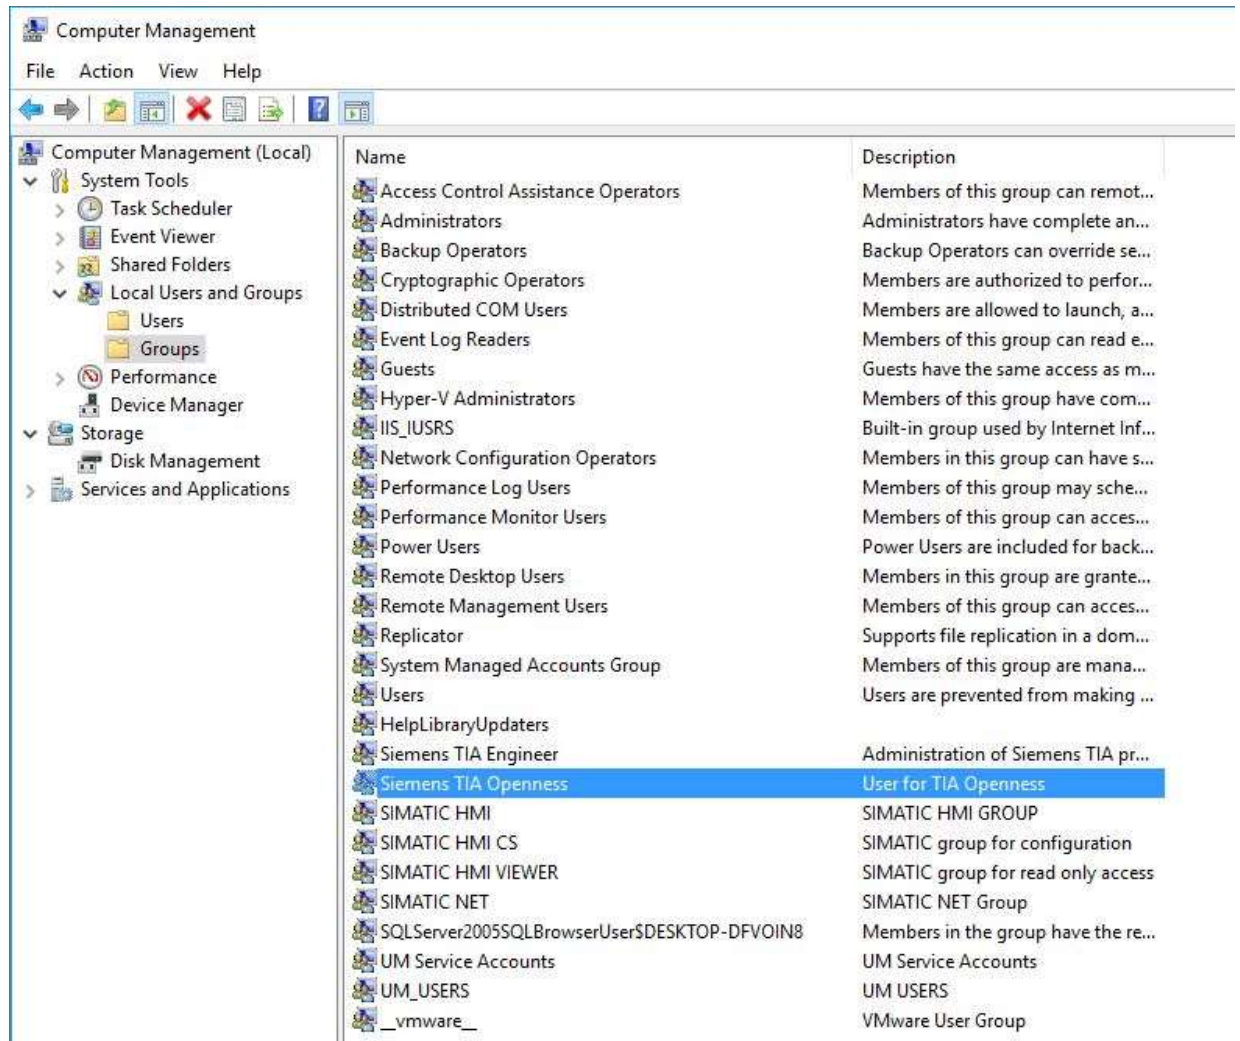 Computer Management
File Action View Help
Computer Management (Local)
System Tools
Task Scheduler
Event Viewer
Shared Folders
Local Users and Groups
Users
Groups
Performance
Device Manager
Storage
Disk Management
Services and Applications
Name Description
Access Control Assistance Operators Members of this group can remot...
Administrators Administrators have complete an...
Backup Operators Backup Operators can override se...
Cryptographic Operators Members are authorized to perfor...
Distributed COM Users Members are allowed to launch, a...
Event Log Readers Members of this group can read e...
Guests Guests have the same access as m...
Hyper-V Administrators Members of this group have com...
IIS_IUSRS Built-in group used by Internet Inf...
Network Configuration Operators Members in this group can have s...
Performance Log Users Members of this group may sche...
Performance Monitor Users Members of this group can acces...
Power Users Power Users are included for back...
Remote Desktop Users Members in this group are grante...
Remote Management Users Members of this group can acces...
Replicator Supports file replication in a dom...
System Managed Accounts Group Members of this group are mana...
Users Users are prevented from making ...
HelpLibraryUpdaters
Siemens TIA Engineer Administration of Siemens TIA pr...
Siemens TIA Openness User for TIA Openness
SIMATIC HMI SIMATIC HMI GROUP
SIMATIC HMI CS SIMATIC group for configuration
SIMATIC HMI VIEWER SIMATIC group for read only access
SIMATIC NET SIMATIC NET Group
SQLServer2005SQLBrowserUser$DESKTOP-DFVOIN8 Members in the group have the re...
UM Service Accounts UM Service Accounts
UM_USERS UM USERS
__vmware__ VMware User Group